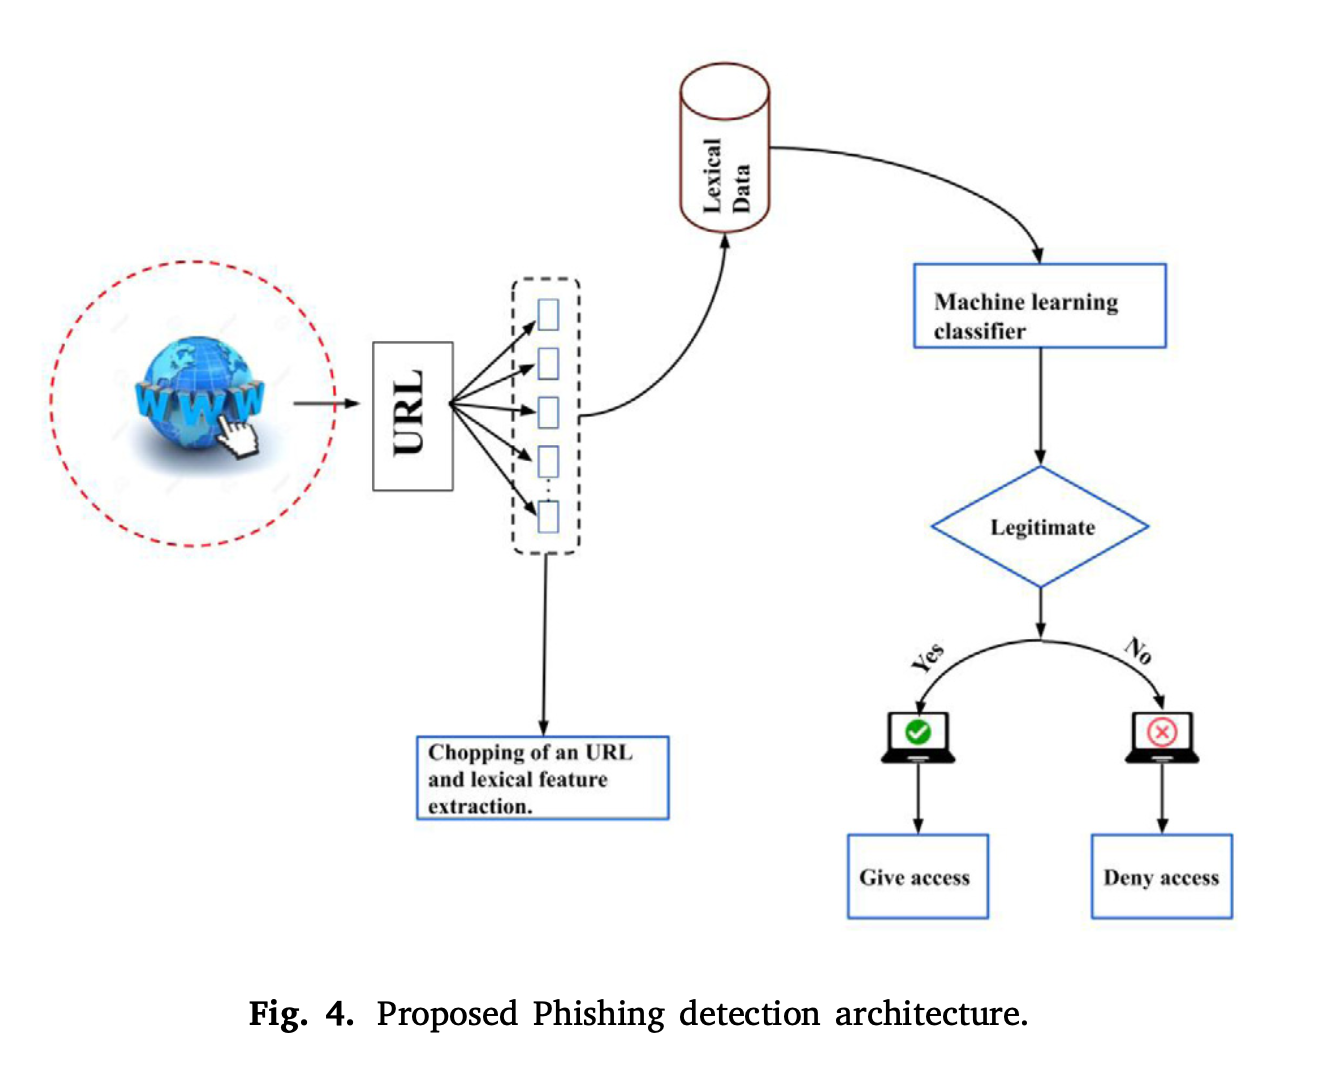 Lexical
Data
Machine learning
classifier
WWW
URL
Legitimate
Yes
No
Chopping of an URL
and lexical feature
extraction.
Give access
Deny access
Fig. 4. Proposed Phishing detection architecture.